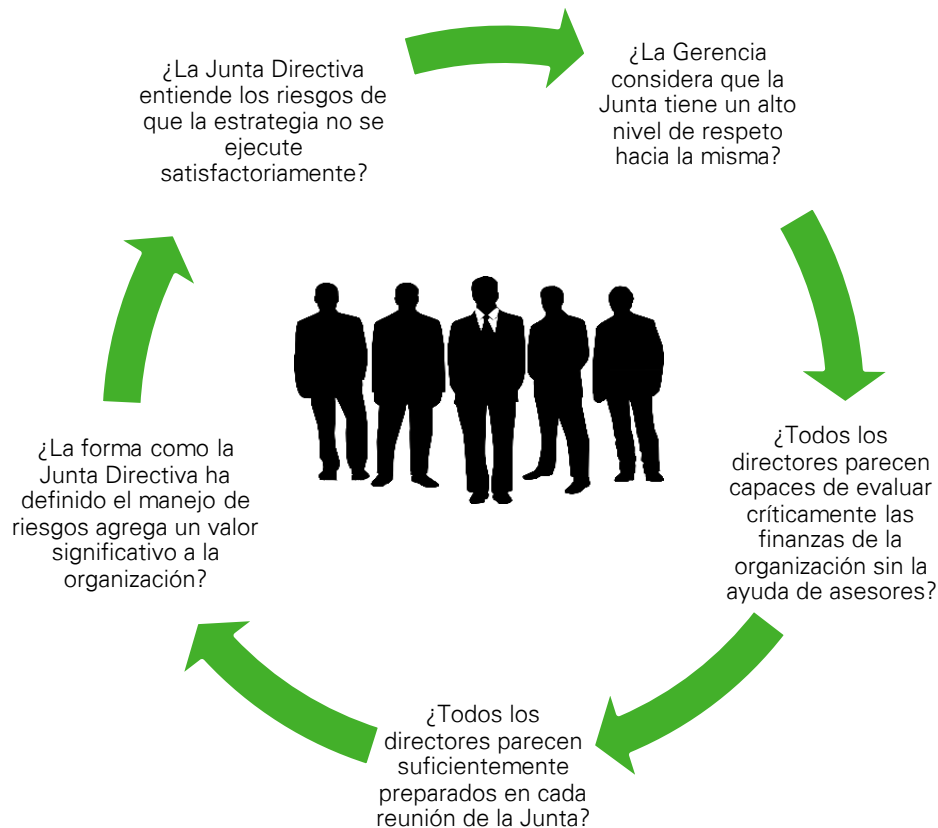 ¿La Junta Directiva
entiende los riesgos de
que la estrategia no se
ejecute
satisfactoriamente?
¿La Gerencia
considera que la
Junta tiene un alto
nivel de respeto
hacia la misma?
¿Todos los
directores parecen
capaces de evaluar
críticamente las
finanzas de la
organización sin la
ayuda de asesores?
¿Todos los
directores parecen
suficientemente
preparados en cada
reunión de la Junta?
¿La forma como la
Junta Directiva ha
definido el manejo de
riesgos agrega un valor
significativo a la
organización?